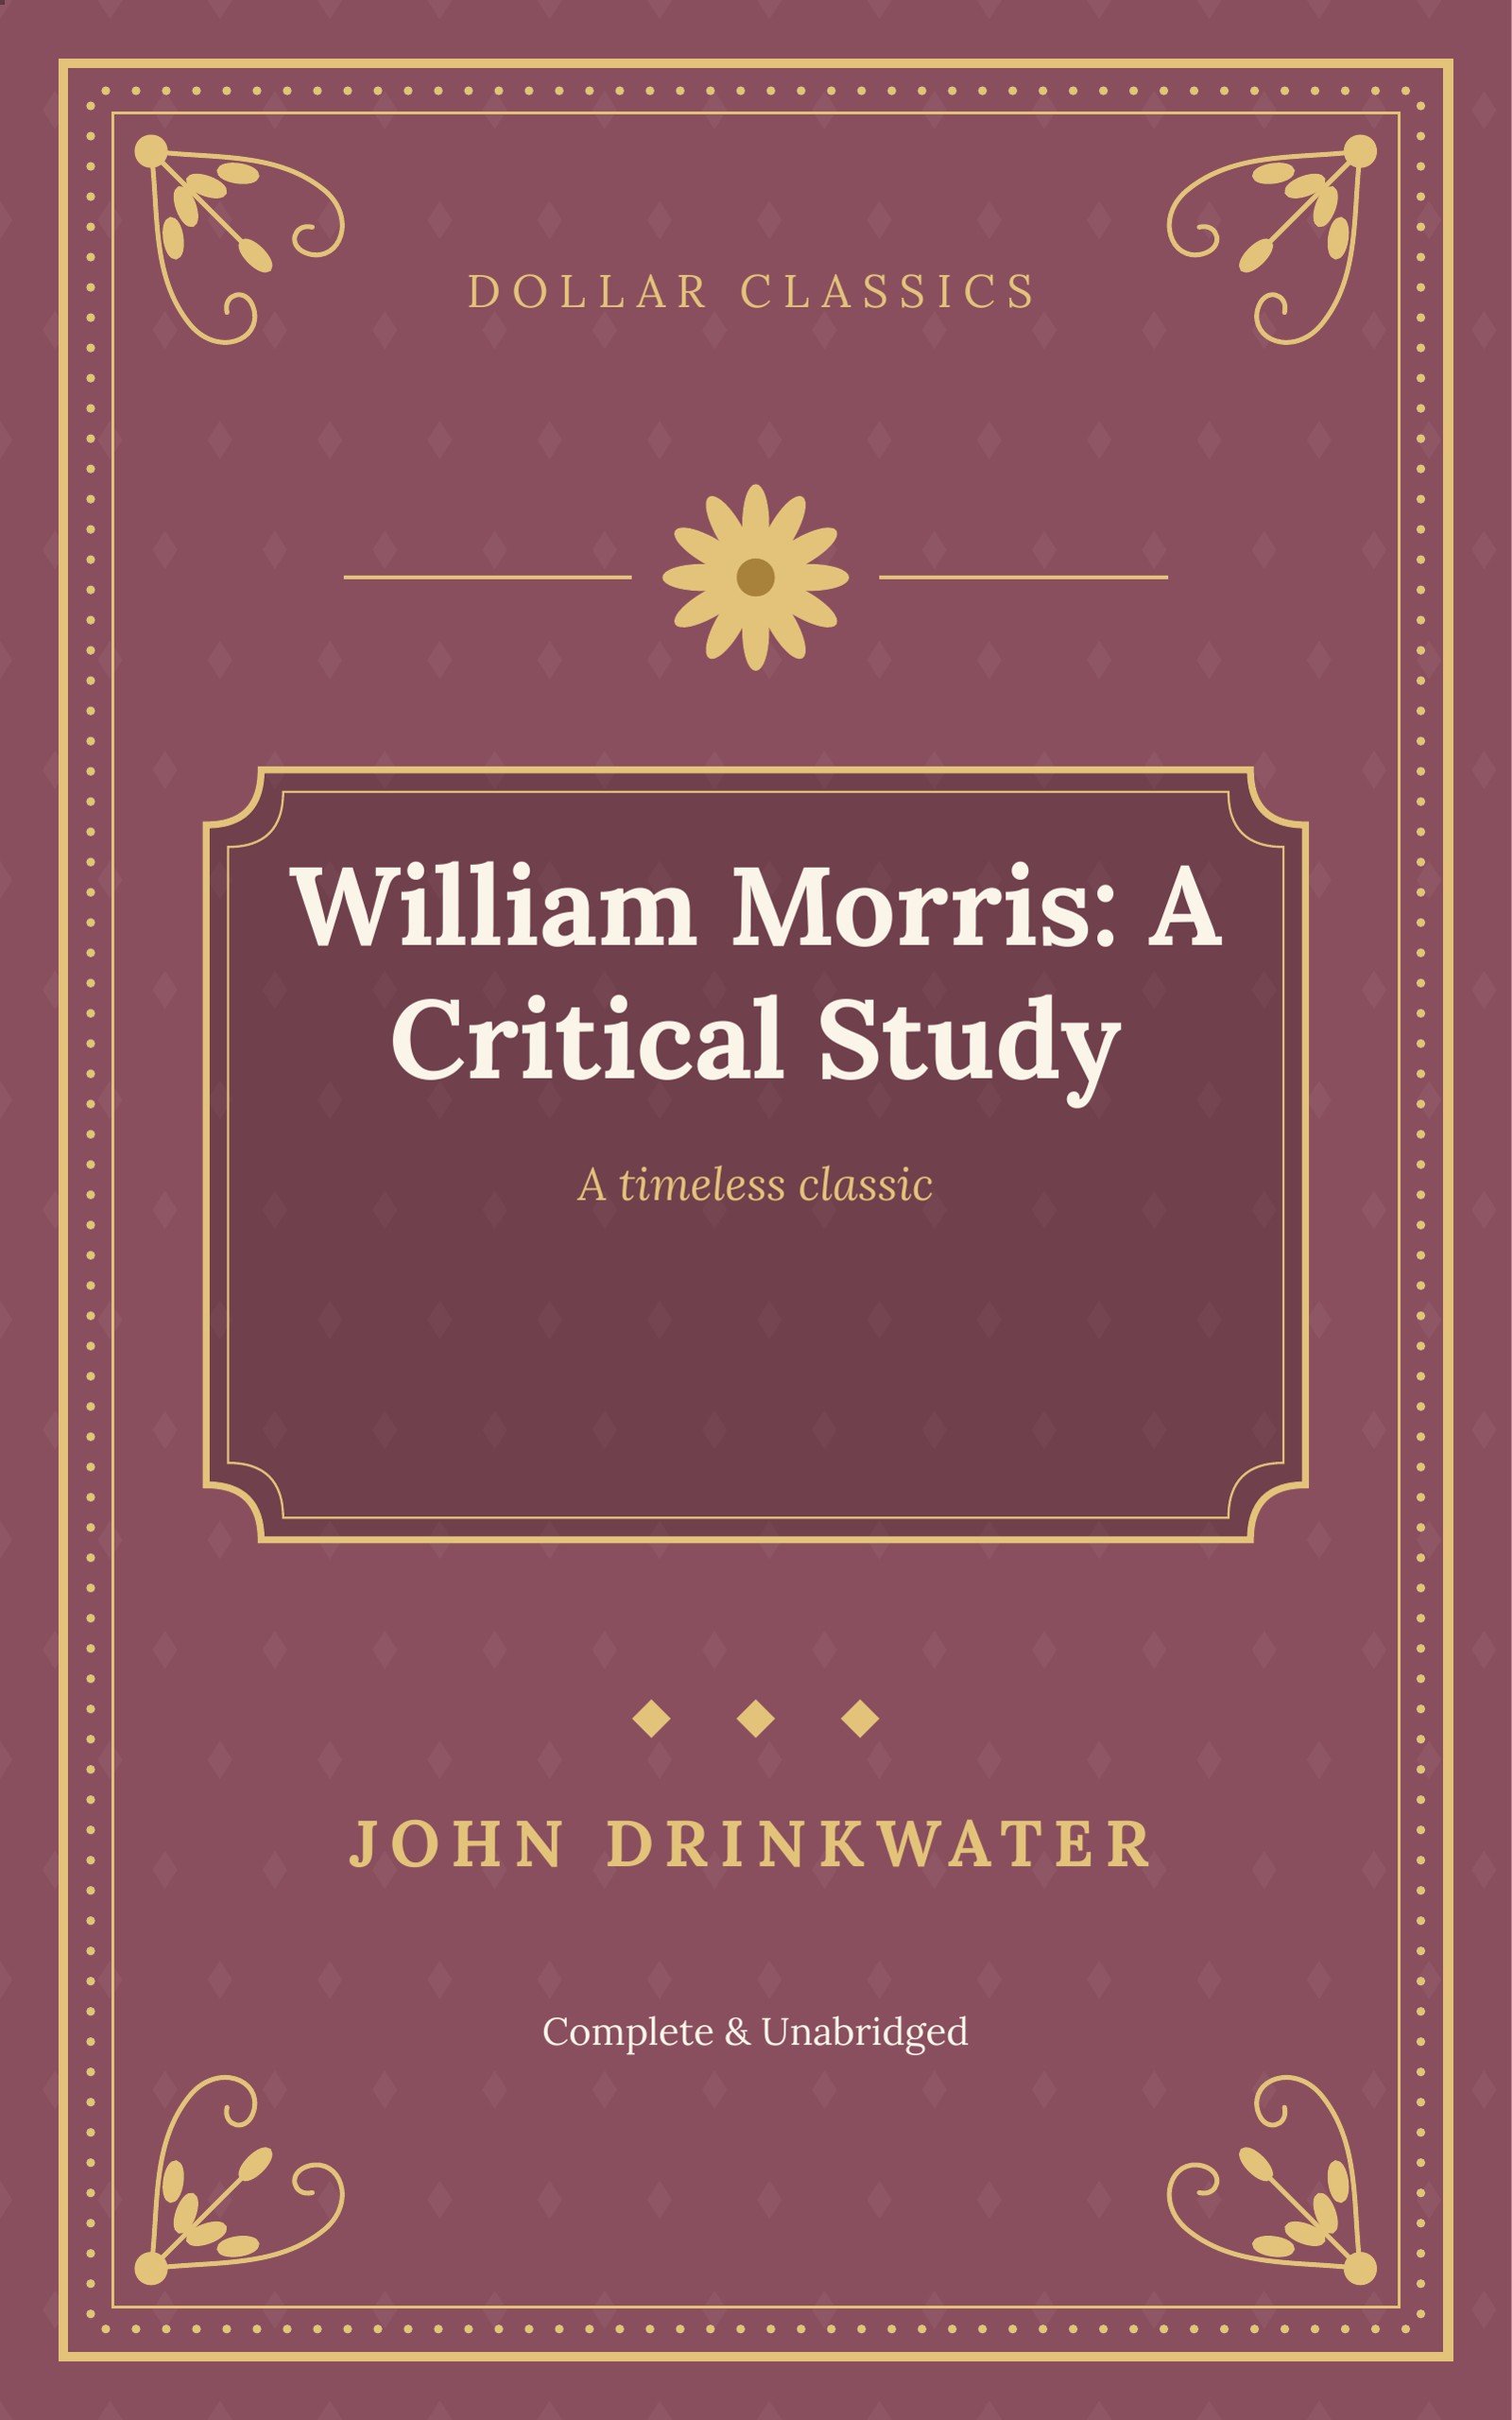 DOLLAR CLASSICS
William Morris: A
Critical Study
A timeless classic
JOHN DRINKWATER
Complete & Unabridged